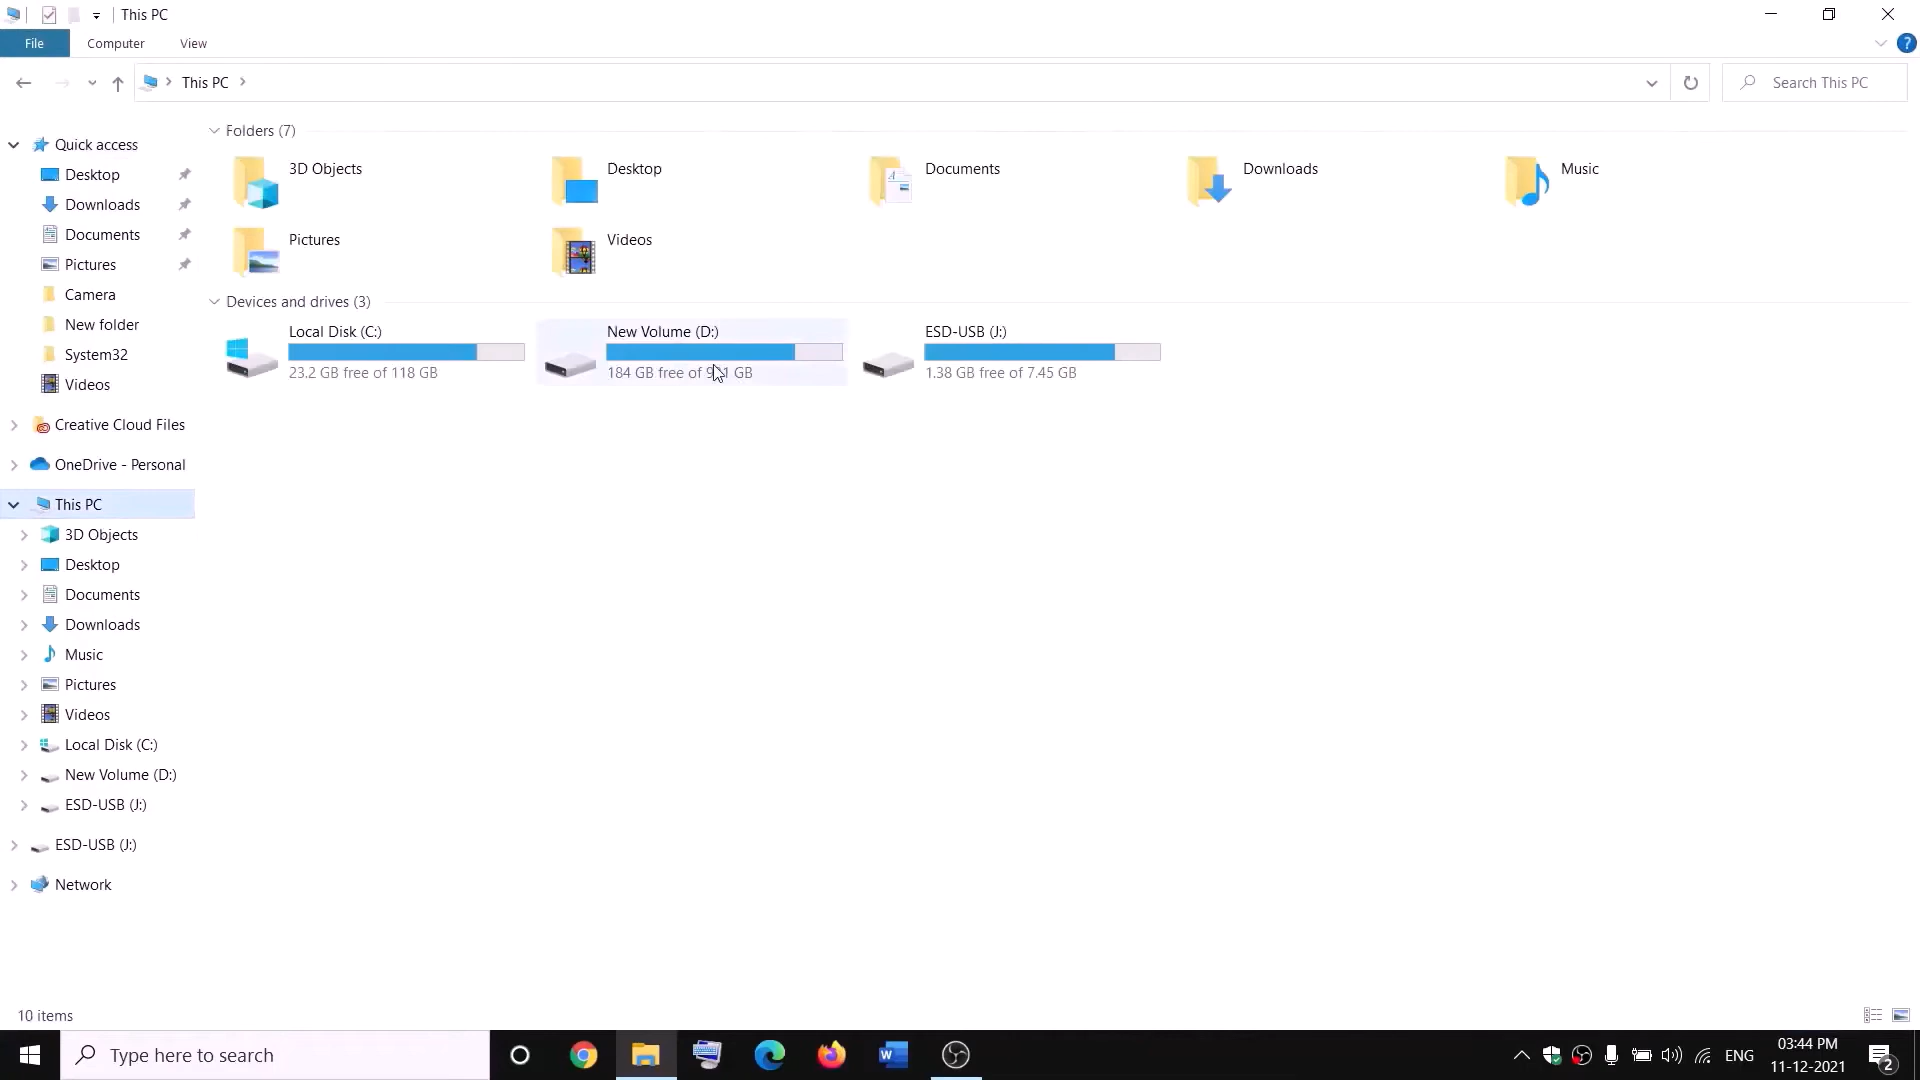 This PC
File
Computer
View
This PC
Search This PC
Quick access
Desktop
Downloads
Documents
Pictures
Camera
New folder
System32
Videos
Creative Cloud Files
OneDrive - Personal
This PC
3D Objects
Desktop
Documents
Downloads
Music
Pictures
Videos
Local Disk (C:)
New Volume (D:)
ESD-USB (J:)
ESD-USB (J:)
Network
Folders (7)
3D Objects
Desktop
Documents
Downloads
Music
Pictures
Videos
Devices and drives (3)
Local Disk (C:)
23.2 GB free of 118 GB
New Volume (D:)
184 GB free of GB
ESD-USB (J:)
1.38 GB free of 7.45 GB
10 items
Type here to search
ENG
03:44 PM
11-12-2021
2